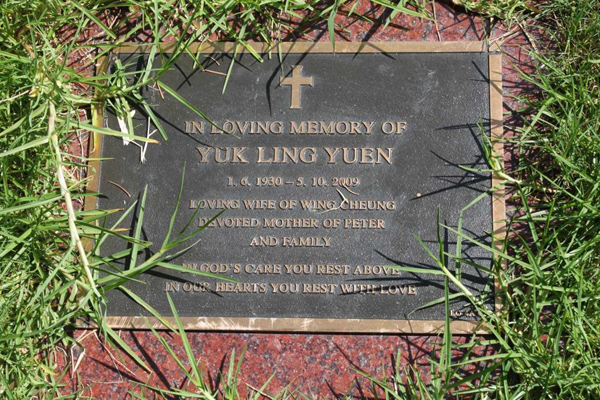 IN LOVING MEMORY OF
YUK LING YUEN
1. 6. 1930 – 5. 10. 2009
LOVING WIFE OF WING CHEUNG
DEVOTED MOTHER OF PETER
AND FAMILY
IN GOD'S CARE YOU REST ABOVE
IN OUR HEARTS YOU REST WITH LOVE